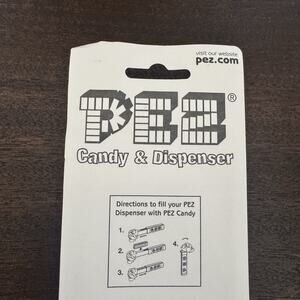 visit our website
pez.com
PEZ®
Candy & Dispenser
Directions to fill your PEZ
Dispenser with PEZ Candy
1.
2.
4.
3.